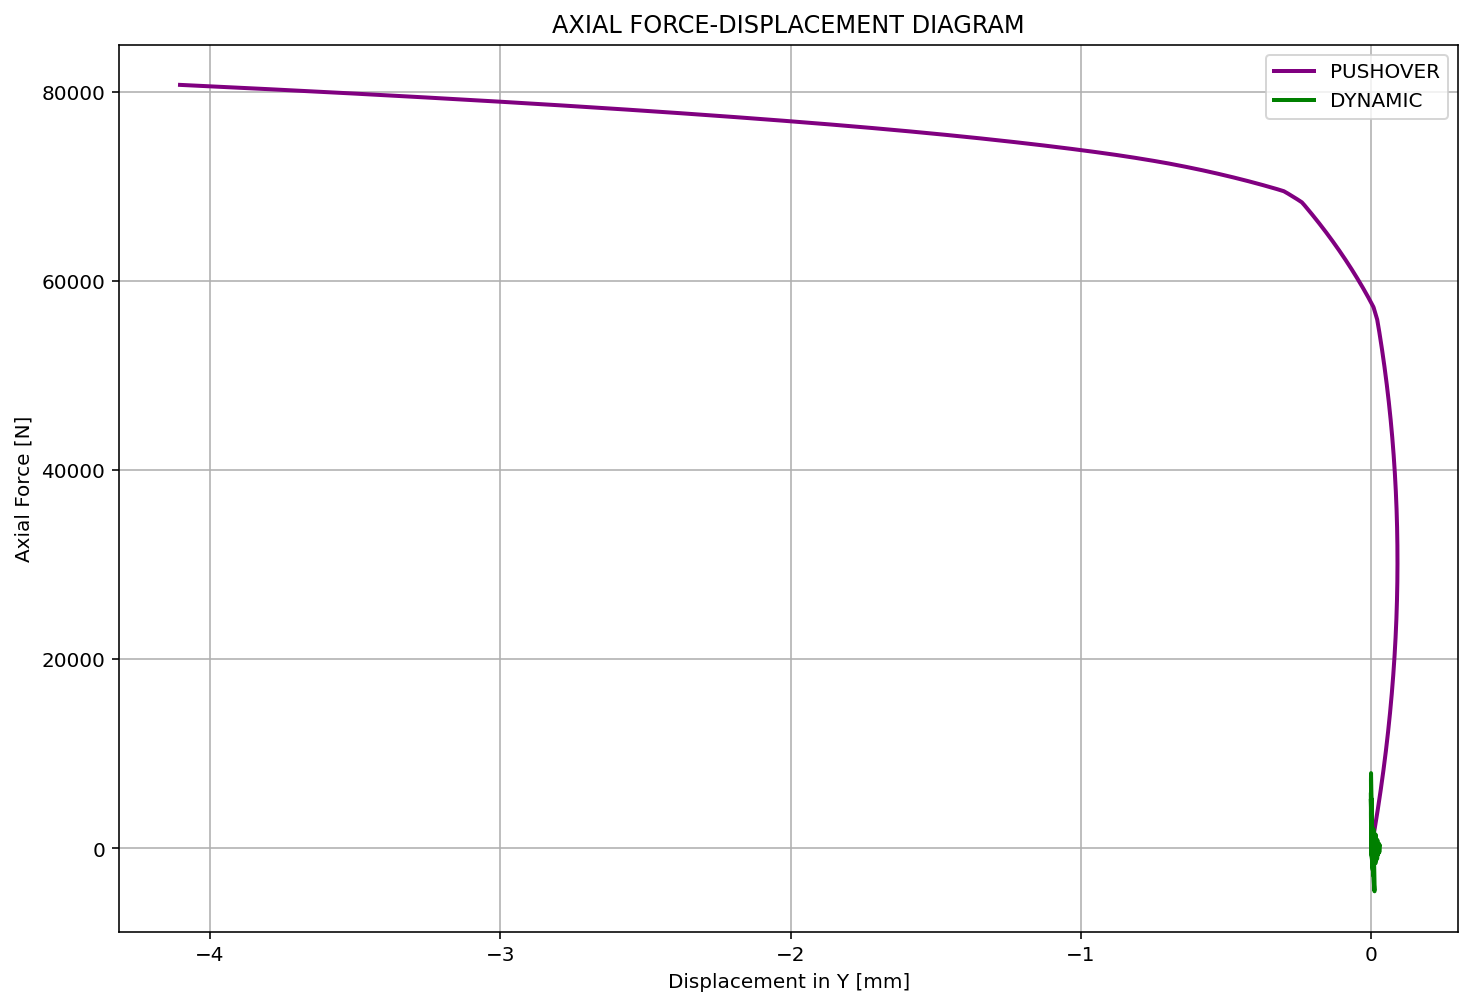 AXIAL FORCE-DISPLACEMENT DIAGRAM
PUSHOVER
DYNAMIC
80000
60000
40000
20000
0
Axial Force [N]
−4
−3
−2
−1
0
Displacement in Y [mm]